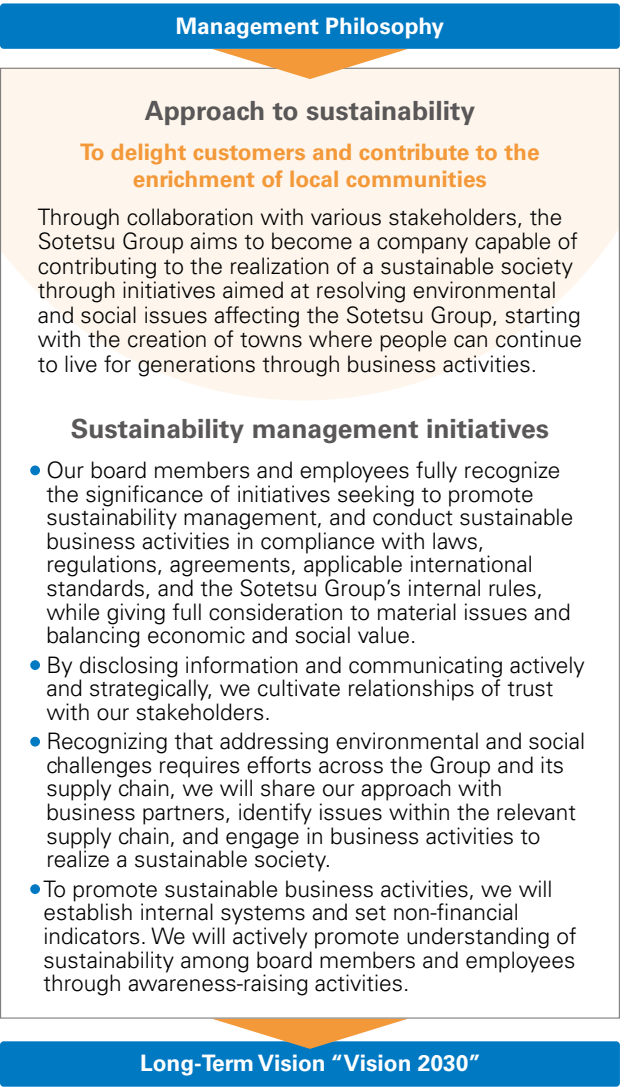 Management Philosophy
Approach to sustainability
To delight customers and contribute to the
enrichment of local communities
Through collaboration with various stakeholders, the
Sotetsu Group aims to become a company capable of
contributing to the realization of a sustainable society
through initiatives aimed at resolving environmental
and social issues affecting the Sotetsu Group, starting
with the creation of towns where people can continue
to live for generations through business activities.
Sustainability management initiatives
• Our board members and employees fully recognize
the significance of initiatives seeking to promote
sustainability management, and conduct sustainable
business activities in compliance with laws,
regulations, agreements, applicable international
standards, and the Sotetsu Group’s internal rules,
while giving full consideration to material issues and
balancing economic and social value.
• By disclosing information and communicating actively
and strategically, we cultivate relationships of trust
with our stakeholders.
• Recognizing that addressing environmental and social
challenges requires efforts across the Group and its
supply chain, we will share our approach with
business partners, identify issues within the relevant
supply chain, and engage in business activities to
realize a sustainable society.
• To promote sustainable business activities, we will
establish internal systems and set non-financial
indicators. We will actively promote understanding of
sustainability among board members and employees
through awareness-raising activities.
Long-Term Vision “Vision 2030”